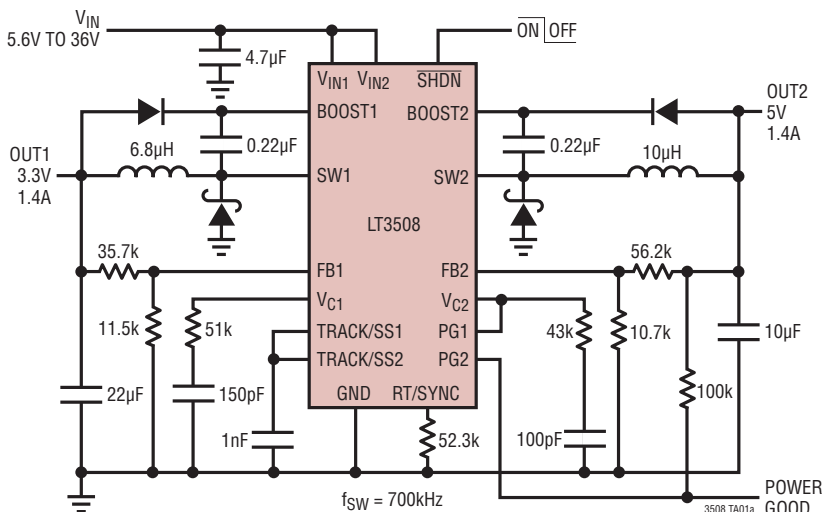 V_IN
5.6V TO 36V
4.7µF
ON OFF
V_IN1 V_IN2
SHDN
BOOST1
BOOST2
OUT2
5V
1.4A
0.22µF
0.22µF
6.8µH
10µH
OUT1
3.3V
1.4A
SW1
SW2
LT3508
35.7k
56.2k
FB1
FB2
V_C1
V_C2
11.5k
51k
TRACK/SS1
PG1
43k
10.7k
10µF
TRACK/SS2
PG2
22µF
150pF
GND
RT/SYNC
100k
1nF
52.3k
100pF
f_SW = 700kHz
POWER
GOOD
3508 TA01a